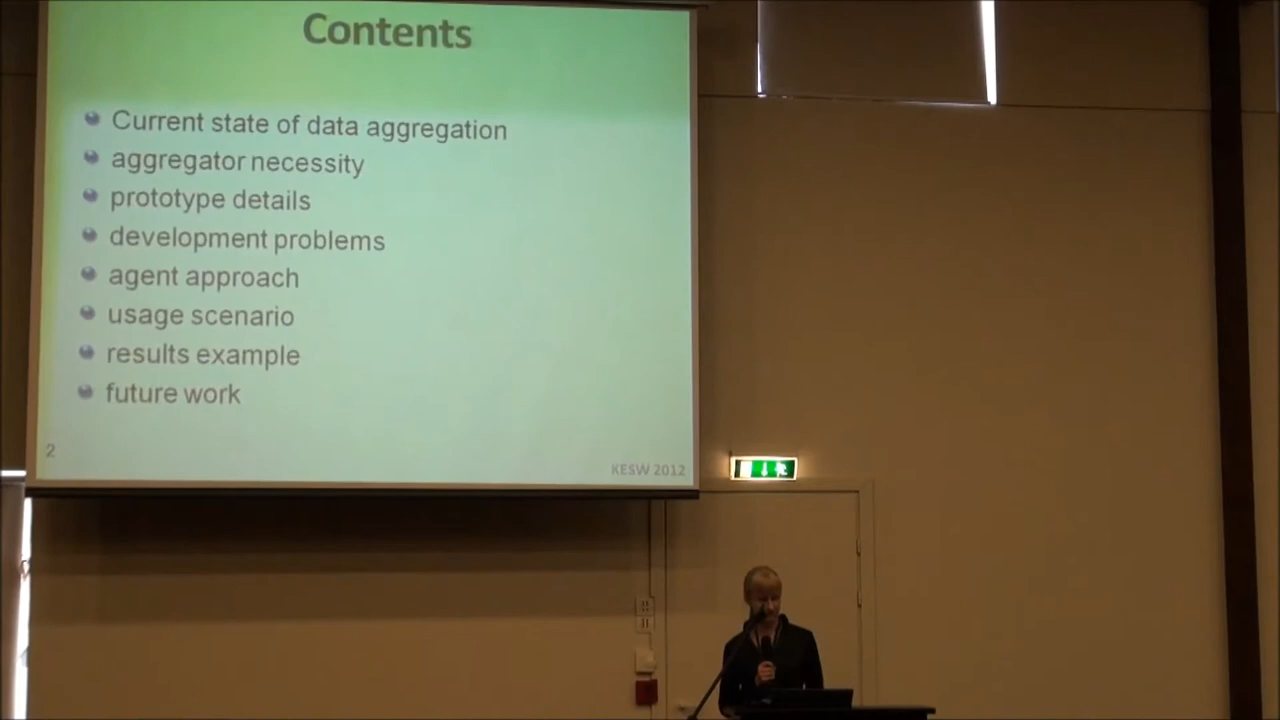 Contents
Current state of data aggregation
aggregator necessity
prototype details
development problems
agent approach
usage scenario
results example
future work
2
KESW 2012